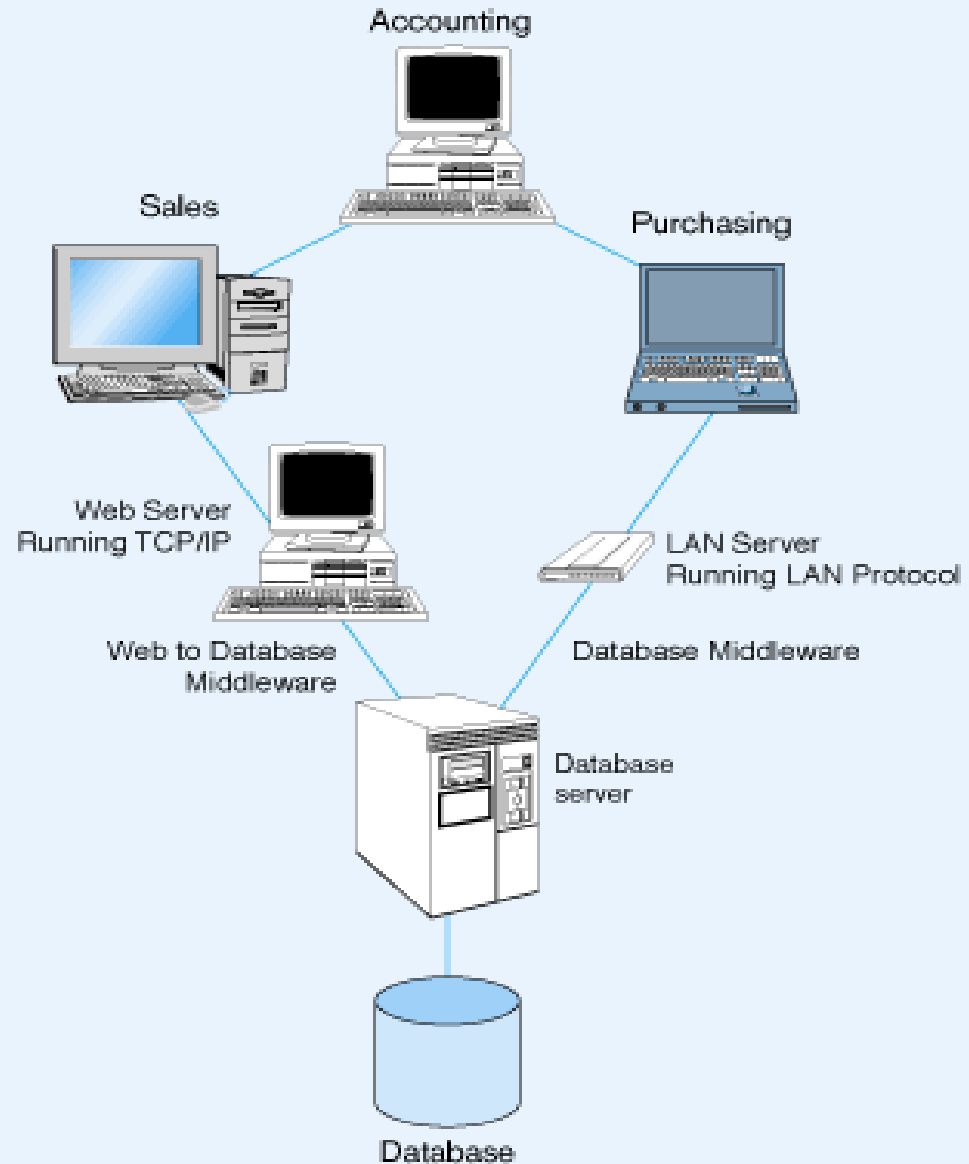 Accounting
Sales
Purchasing
Web Server
Running TCP/IP
LAN Server
Running LAN Protocol
Web to Database
Middleware
Database Middleware
Database
server
Database